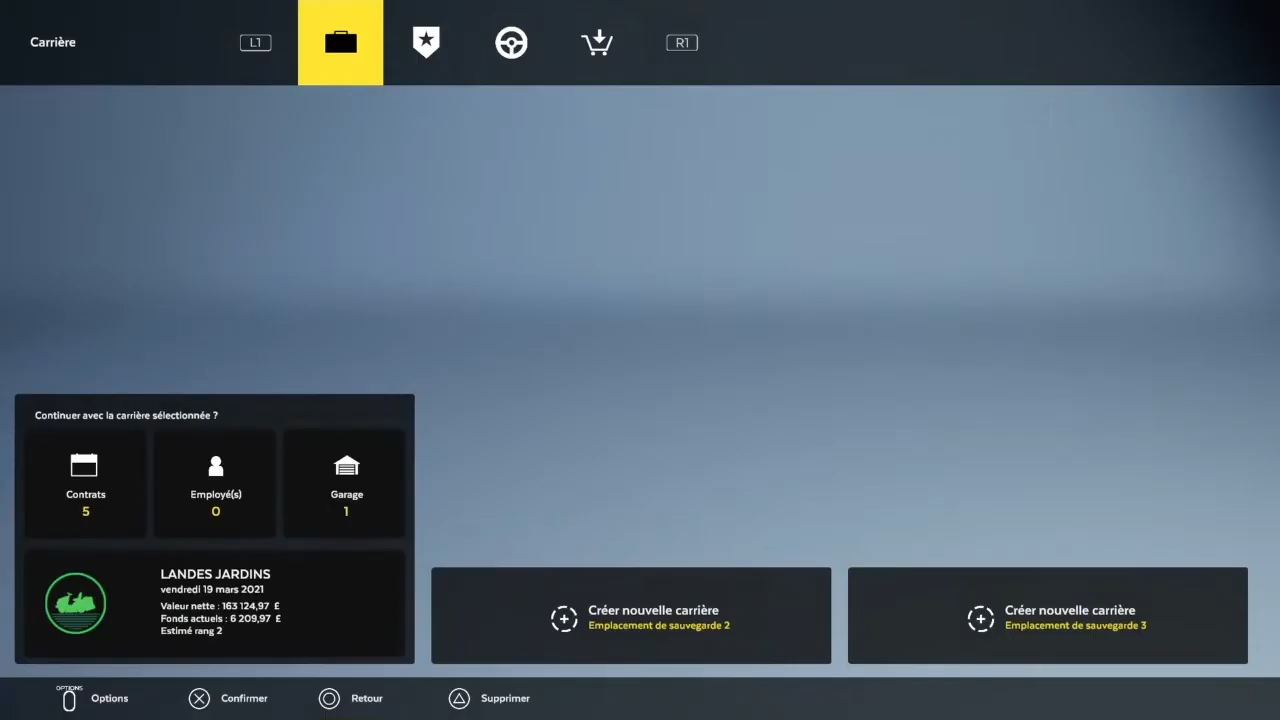 Carrière
L1
R1
Continuer avec la carrière sélectionnée ?
Contrats
5
Employé(s)
0
Garage
1
LANDES JARDINS
vendredi 19 mars 2021
Valeur nette : 163 124,97 £
Fonds actuels : 6 209,97 £
Estimé rang 2
Créer nouvelle carrière
Emplacement de sauvegarde 2
Créer nouvelle carrière
Emplacement de sauvegarde 3
OPTIONS
Options
Confirmer
Retour
Supprimer